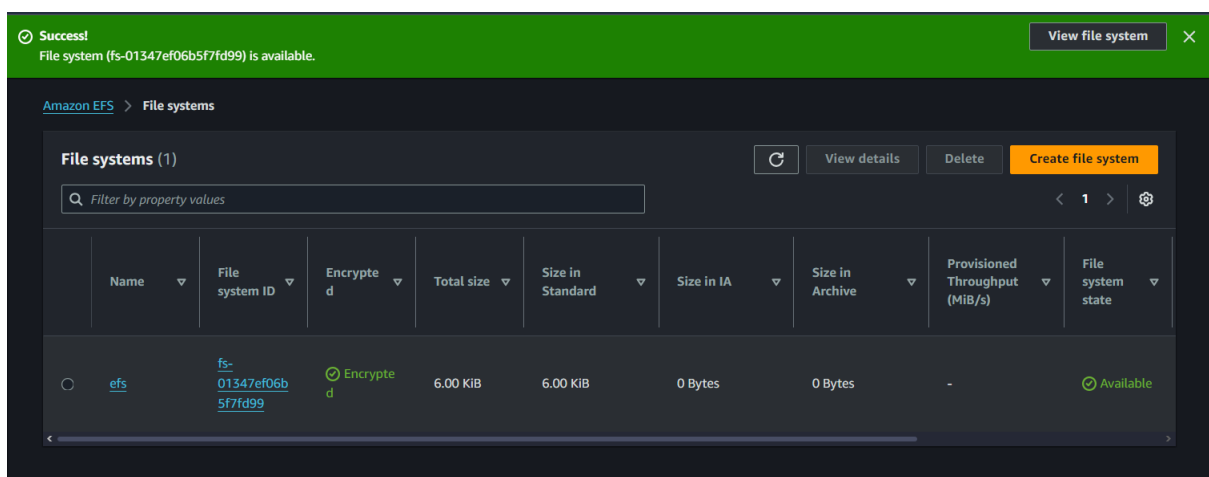 Success!
View file system
File system (fs-01347ef06b5f7fd99) is available.
Amazon EFS > File systems
File systems (1)
View details
Delete
Create file system
Filter by property values
1
Name
File
system ID
Encrypte
d
Total size
Size in
Standard
Size in IA
Size in
Archive
Provisioned
Throughput
(MiB/s)
File
system
state
efs
fs-
01347ef06b
5f7fd99
Encrypte
d
6.00 KiB
6.00 KiB
0 Bytes
0 Bytes
-
Available